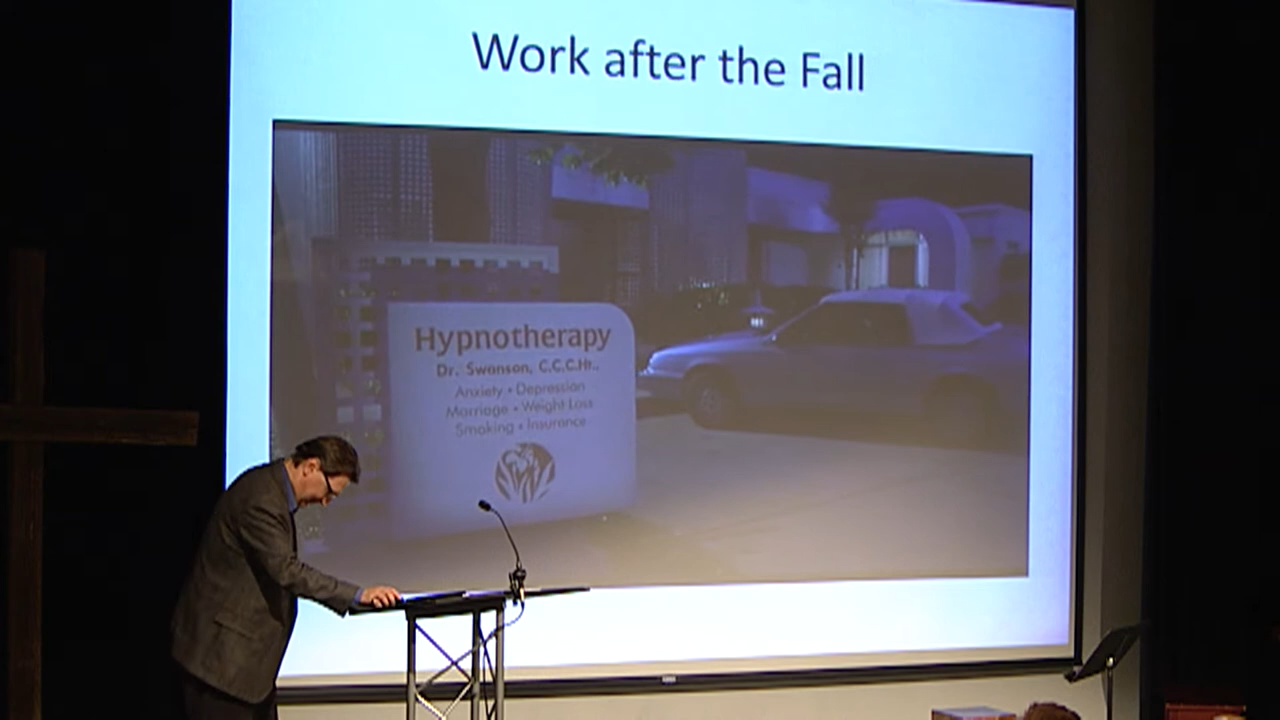 Work after the Fall
Hypnotherapy
Dr. Swanson, C.C.C.Ht.,
Anxiety • Depression
Marriage • Weight Loss
Smoking • Insurance